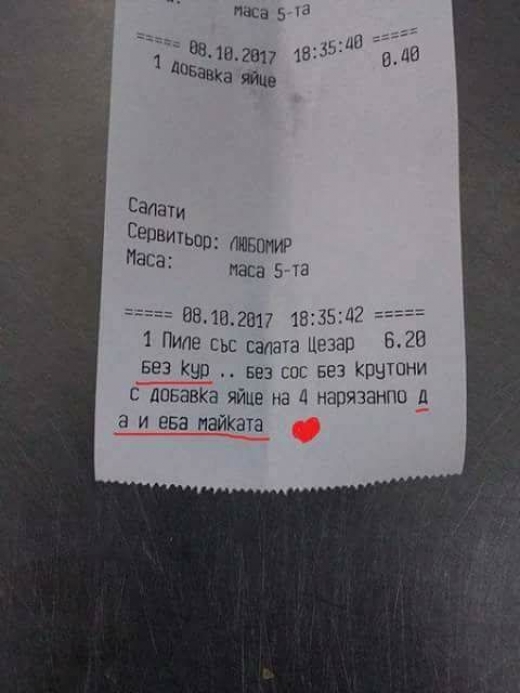 маса 5-та
===== 08.10.2017 18:35:40 =====
1 добавка яйце 0.40
Салати
Сервитьор: ЛЮБОМИР
Маса: маса 5-та
===== 08.10.2017 18:35:42 =====
1 Пиле със салата Цезар 6.20
без кур .. без сос без крутони
с добавка яйце на 4 нарязанпо д
а и еба майката